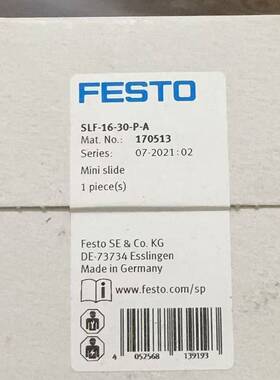 FESTO
SLF-16-30-P-A
Mat. No.: 170513
Series: 07-2021:02
Mini slide
1 piece(s)
Festo SE & Co. KG
DE-73734 Esslingen
Made in Germany
www.festo.com/sp
4 052568 139193